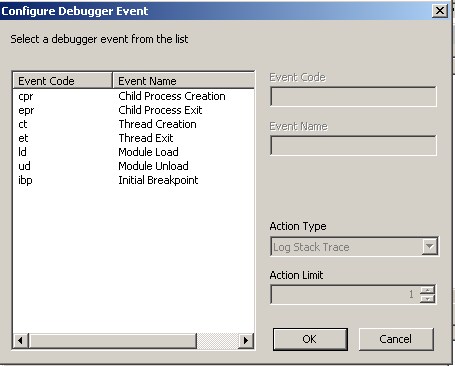 Configure Debugger Event
Select a debugger event from the list
Event Code Event Name
cpr Child Process Creation
epr Child Process Exit
ct Thread Creation
et Thread Exit
ld Module Load
ud Module Unload
ibp Initial Breakpoint
Event Code
Event Name
Action Type
Log Stack Trace
Action Limit
1
OK Cancel